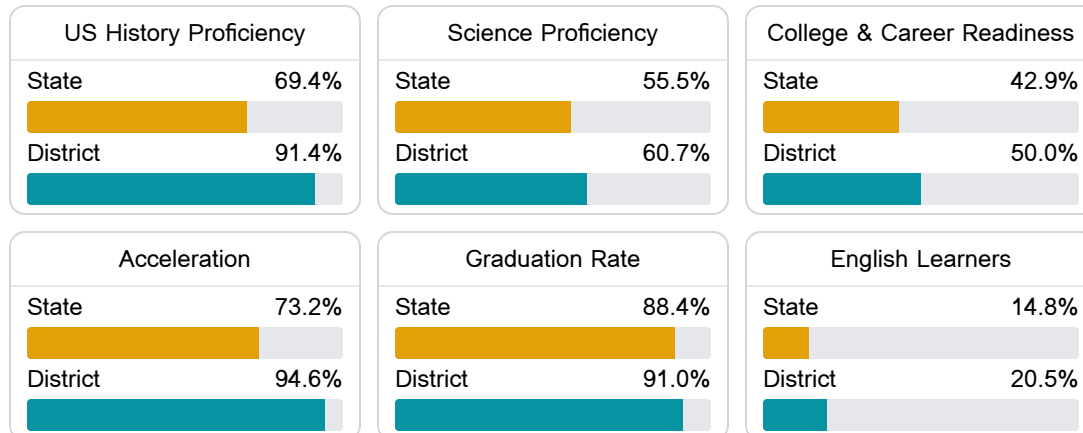 US History Proficiency
State 69.4%
District 91.4%
Science Proficiency
State 55.5%
District 60.7%
College & Career Readiness
State 42.9%
District 50.0%
Acceleration
State 73.2%
District 94.6%
Graduation Rate
State 88.4%
District 91.0%
English Learners
State 14.8%
District 20.5%